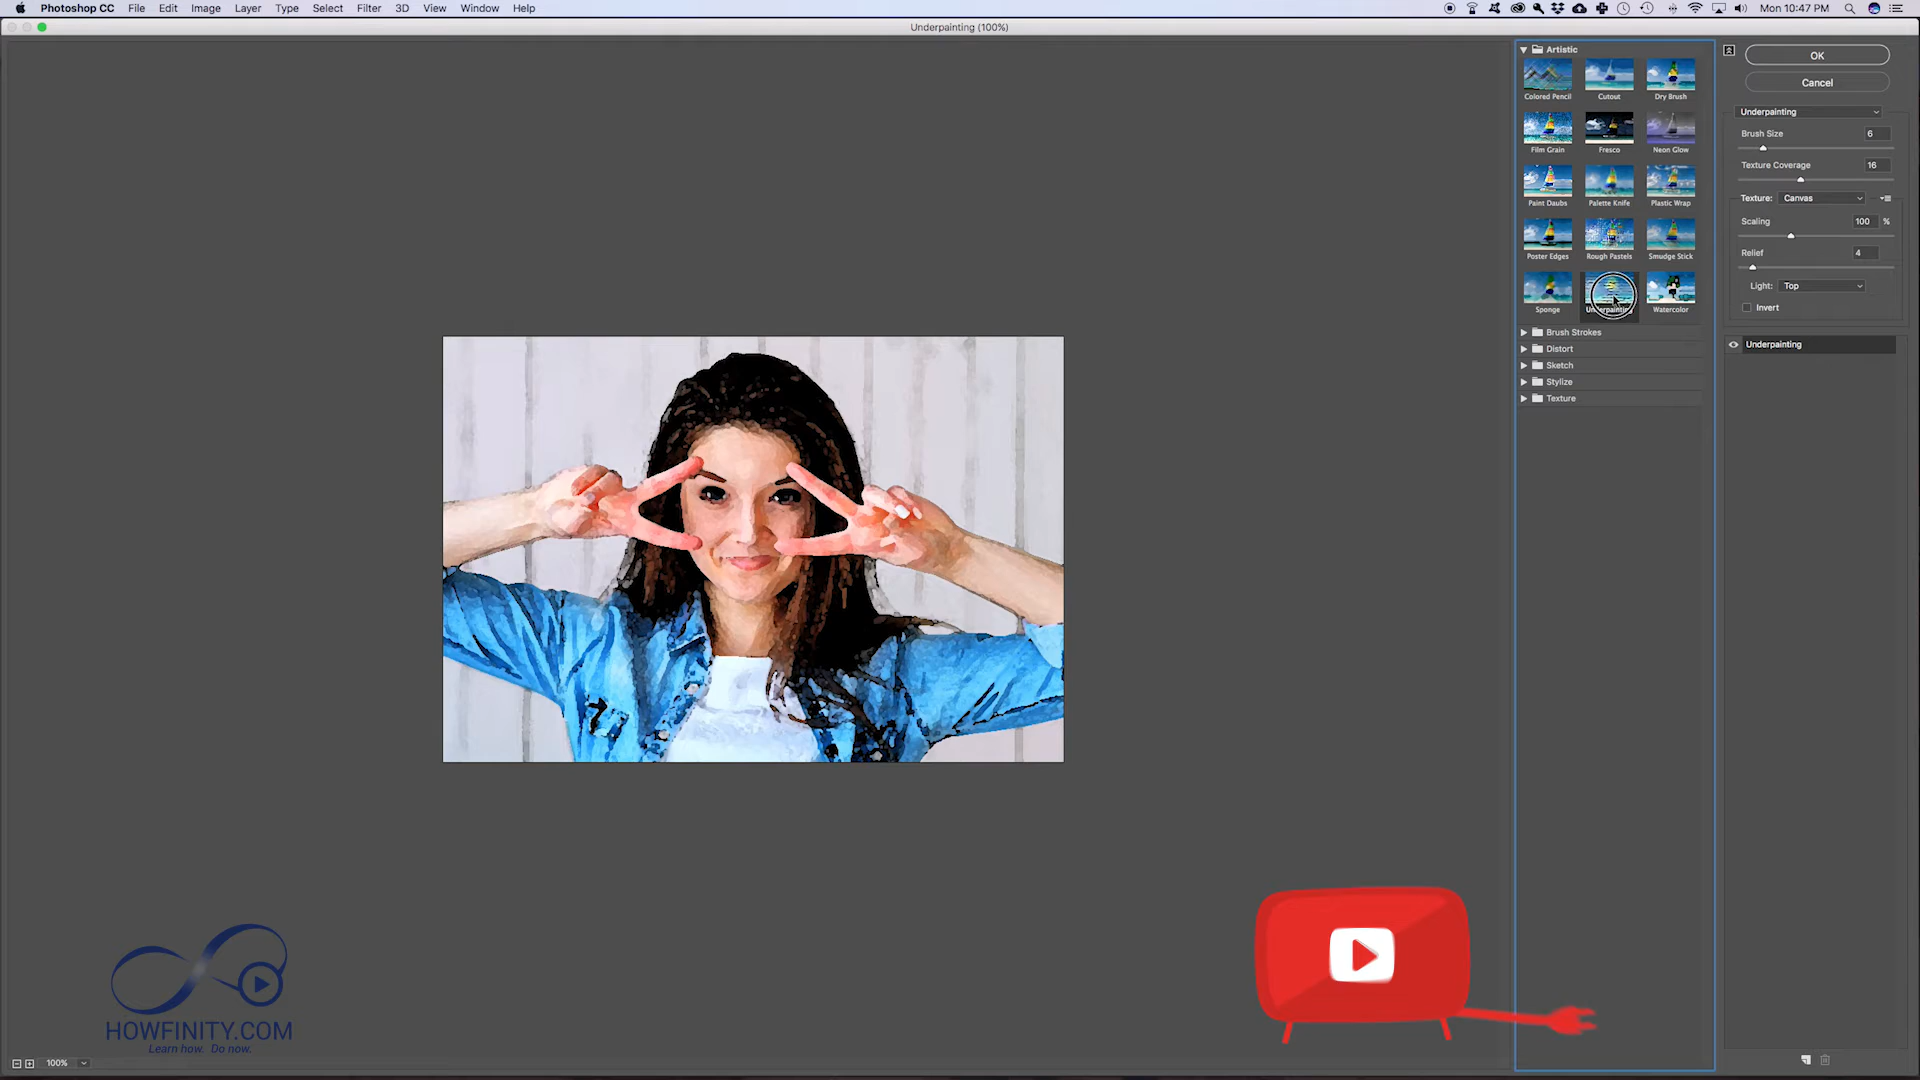 Photoshop CC File Edit Image Layer Type Select Filter 3D View Window Help Mon 10:47 PM
Underpainting (100%)
Artistic
Colored Pencil Cutout Dry Brush
Film Grain Fresco Neon Glow
Paint Daubs Palette Knife Plastic Wrap
Poster Edges Rough Pastels Smudge Stick
Sponge Underpainting Watercolor
Brush Strokes
Distort
Sketch
Stylize
Texture
OK
Cancel
Underpainting
Brush Size 6
Texture Coverage 16
Texture: Canvas
Scaling 100 %
Relief 4
Light: Top
Invert
Underpainting
HOWFINITY.COM
Learn how. Do now.
100%